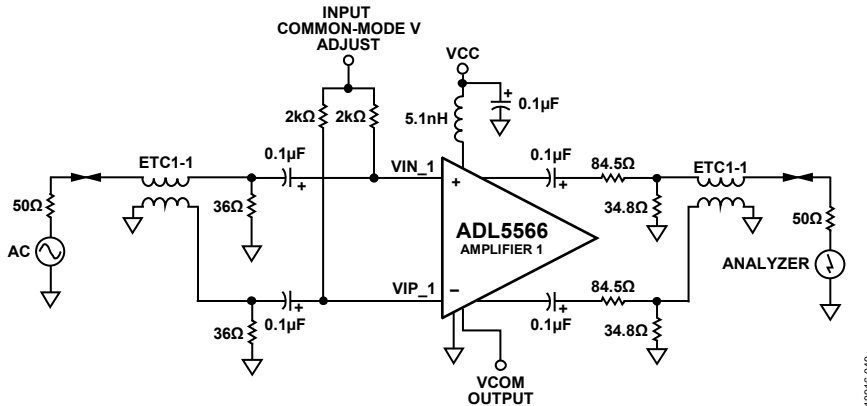 INPUT
COMMON-MODE V
ADJUST
VCC
2kΩ
2kΩ
5.1nH
+
0.1µF
ETC1-1
0.1µF
+
VIN_1
+
0.1µF
+
84.5Ω
ETC1-1
50Ω
36Ω
34.8Ω
50Ω
AC
ADL5566
AMPLIFIER 1
ANALYZER
VIP_1
–
84.5Ω
36Ω
+
0.1µF
+
0.1µF
34.8Ω
VCOM
OUTPUT